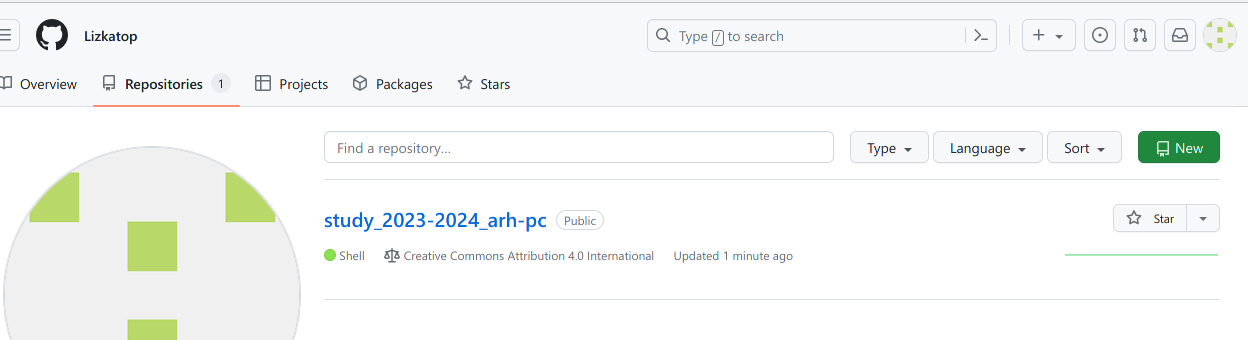 Lizkatop
Type / to search
Overview Repositories 1 Projects Packages Stars
Find a repository... Type Language Sort New
study_2023-2024_arh-pc Public Star
Shell Creative Commons Attribution 4.0 International Updated 1 minute ago